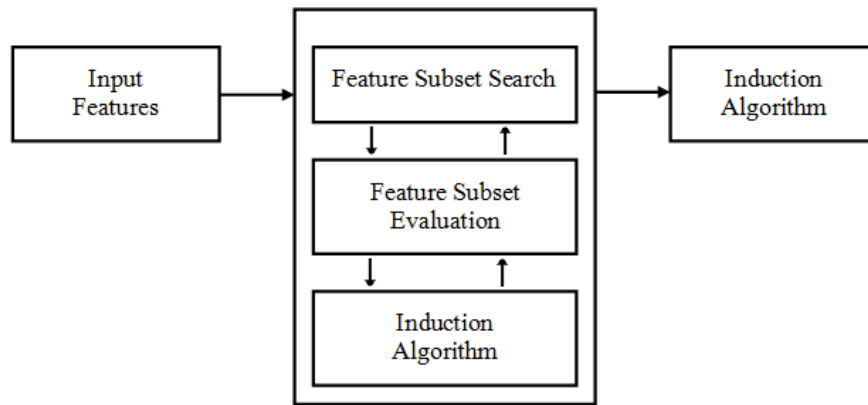 Input
Features
Feature Subset Search
Feature Subset
Evaluation
Induction
Algorithm
Induction
Algorithm